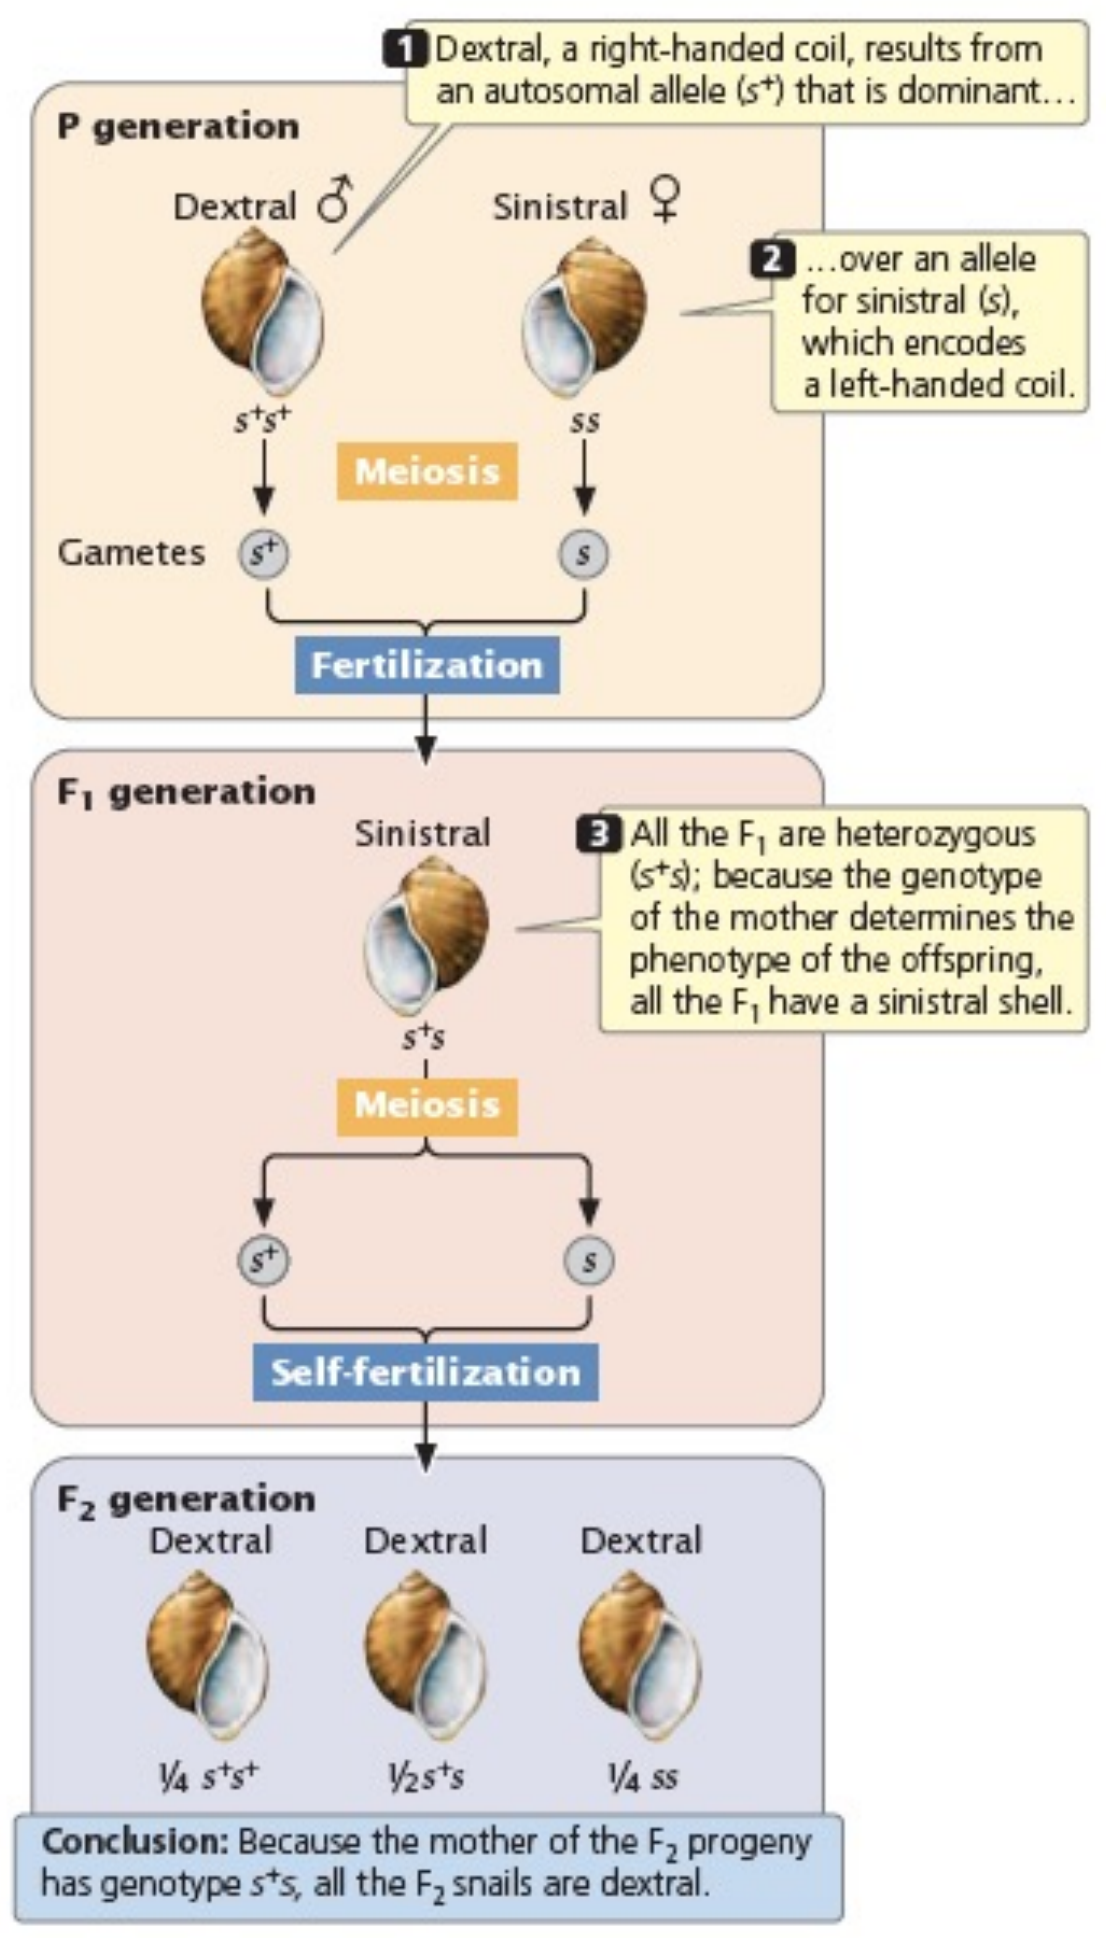 1 Dextral, a right-handed coil, results from
an autosomal allele (s⁺) that is dominant...
P generation
Dextral ♂
Sinistral ♀
2 ...over an allele
for sinistral (s),
which encodes
a left-handed coil.
s⁺s⁺
ss
Meiosis
Gametes
s⁺
s
Fertilization
F₁ generation
Sinistral
3 All the F₁ are heterozygous
(s⁺s); because the genotype
of the mother determines the
phenotype of the offspring,
all the F₁ have a sinistral shell.
s⁺s
Meiosis
s⁺
s
Self-fertilization
F₂ generation
Dextral
Dextral
Dextral
¼ s⁺s⁺
½ s⁺s
¼ ss
Conclusion: Because the mother of the F₂ progeny
has genotype s⁺s, all the F₂ snails are dextral.